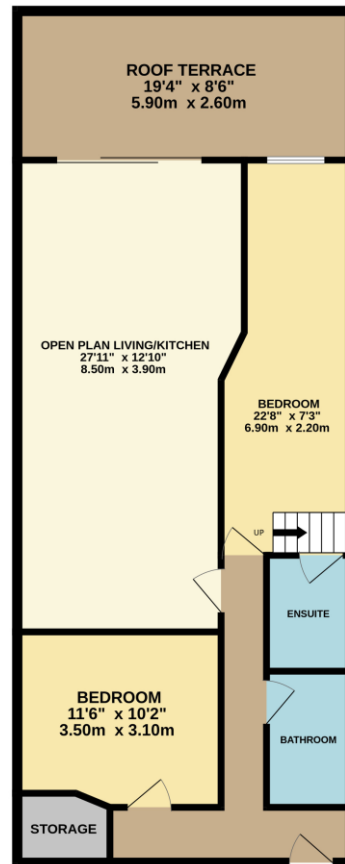 ROOF TERRACE
19'4" x 8'6"
5.90m x 2.60m
OPEN PLAN LIVING/KITCHEN
27'11" x 12'10"
8.50m x 3.90m
BEDROOM
22'8" x 7'3"
6.90m x 2.20m
UP
ENSUITE
BEDROOM
11'6" x 10'2"
3.50m x 3.10m
BATHROOM
STORAGE